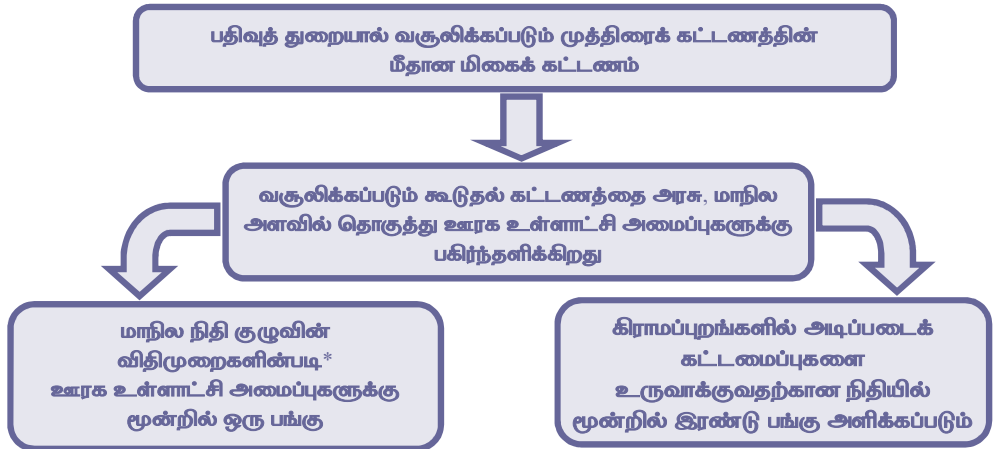 பதிவுத் துறையால் வசூலிக்கப்படும் முத்திரைக் கட்டணத்தின்
மீதான மிகைக் கட்டணம்
வசூலிக்கப்படும் கூடுதல் கட்டணத்தை அரசு, மாநில
அளவில் தொகுத்து ஊரக உள்ளாட்சி அமைப்புகளுக்கு
பகிர்ந்தளிக்கிறது
மாநில நிதி குழுவின்
விதிமுறைகளின்படி*
ஊரக உள்ளாட்சி அமைப்புகளுக்கு
மூன்றில் ஒரு பங்கு
கிராமப்புறங்களில் அடிப்படைக்
கட்டமைப்புகளை
உருவாக்குவதற்கான நிதியில்
மூன்றில் இரண்டு பங்கு அளிக்கப்படும்